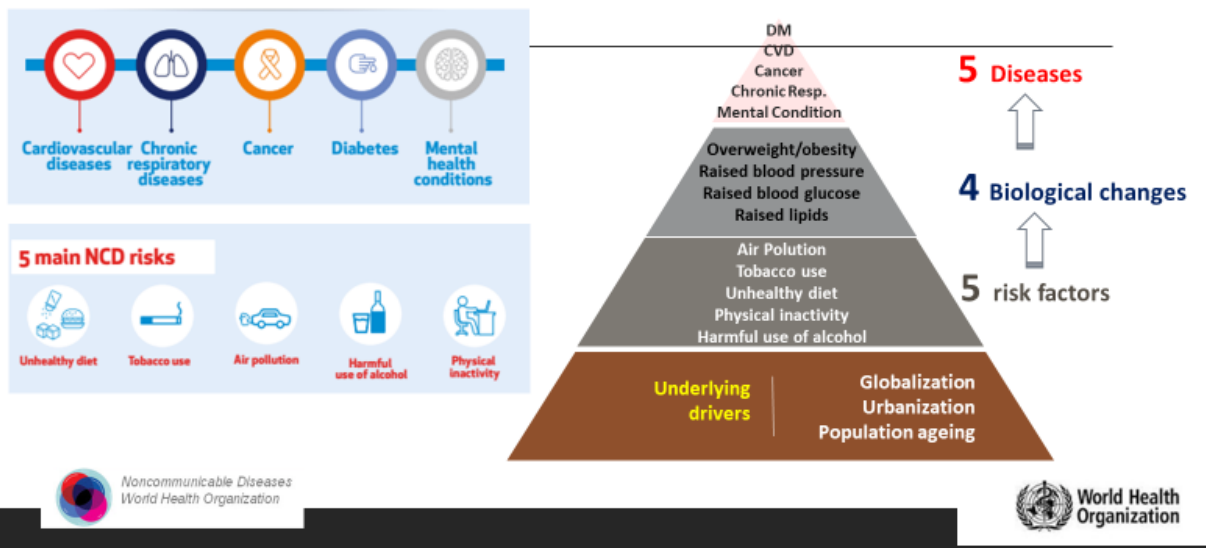 Cardiovascular
diseases
Chronic
respiratory
diseases
Cancer
Diabetes
Mental
health
conditions
5 main NCD risks
Unhealthy diet
Tobacco use
Air pollution
Harmful
use of alcohol
Physical
inactivity
DM
CVD
Cancer
Chronic Resp.
Mental Condition
Overweight/obesity
Raised blood pressure
Raised blood glucose
Raised lipids
Air Polution
Tobacco use
Unhealthy diet
Physical inactivity
Harmful use of alcohol
Underlying
drivers
Globalization
Urbanization
Population ageing
5 Diseases
4 Biological changes
5 risk factors
Noncommunicable Diseases
World Health Organization
World Health
Organization